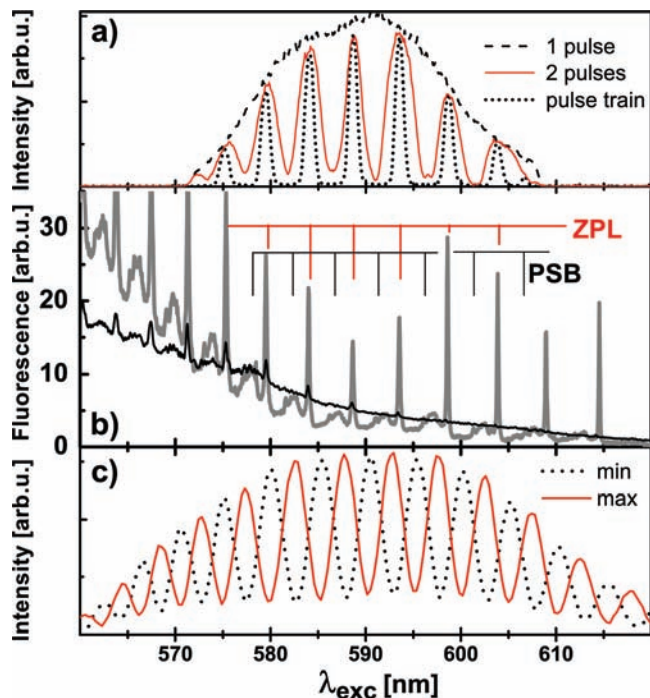 a)
1 pulse
2 pulses
pulse train
Intensity [arb.u.]
30
20
10
0
Fluorescence [arb.u.]
ZPL
PSB
b)
c)
min
max
Intensity [arb.u.]
570 580 590 600 610
λexc [nm]